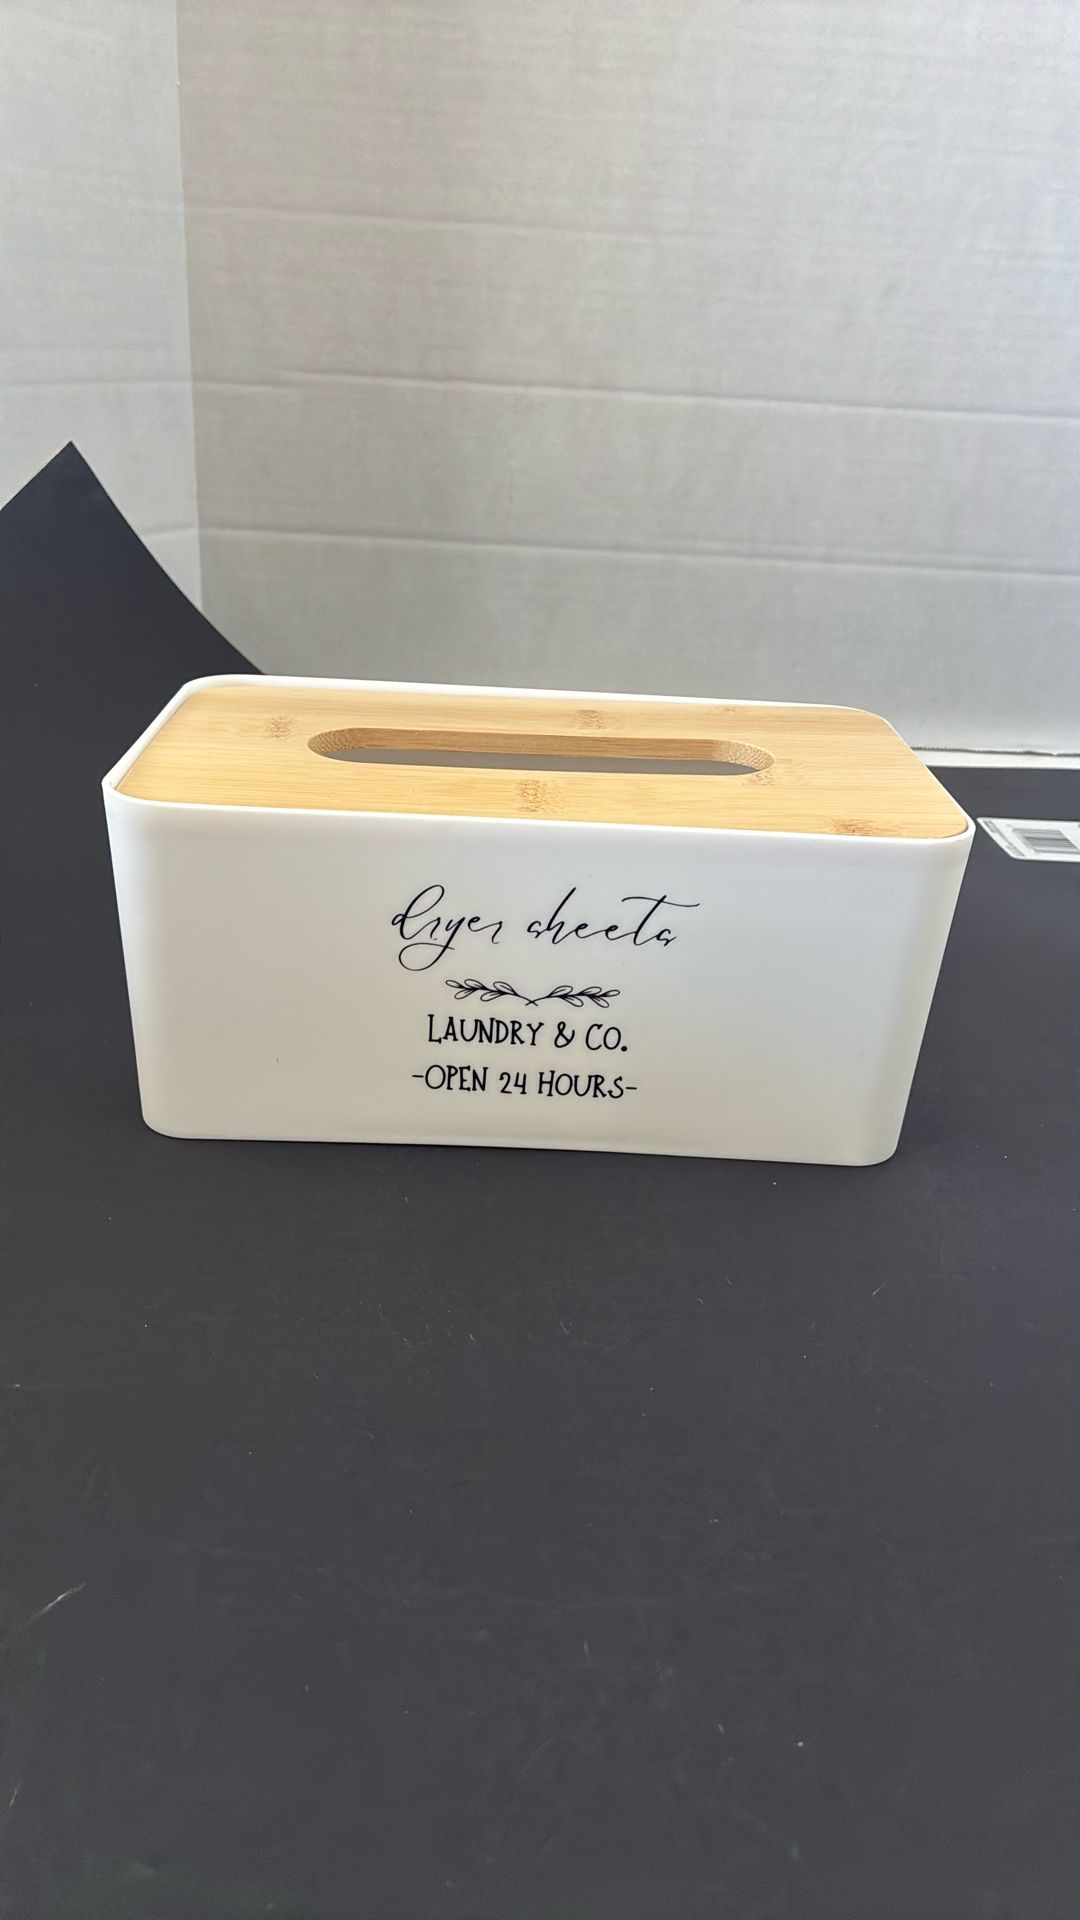 dryer sheets
LAUNDRY & CO.
-OPEN 24 HOURS-